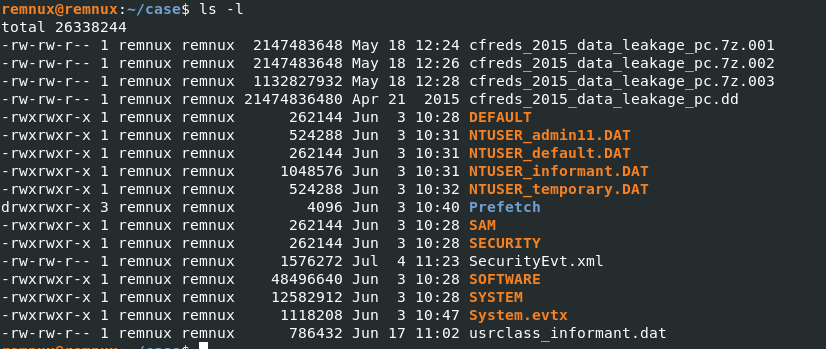 remnux@remnux:~/case$ ls -l
total 26338244
-rw-rw-r-- 1 remnux remnux  2147483648 May 18 12:24 cfreds_2015_data_leakage_pc.7z.001
-rw-rw-r-- 1 remnux remnux  2147483648 May 18 12:26 cfreds_2015_data_leakage_pc.7z.002
-rw-rw-r-- 1 remnux remnux  1132827932 May 18 12:28 cfreds_2015_data_leakage_pc.7z.003
-rw-rw-r-- 1 remnux remnux 21474836480 Apr 21  2015 cfreds_2015_data_leakage_pc.dd
-rwxrwxr-x 1 remnux remnux      262144 Jun  3 10:28 DEFAULT
-rwxrwxr-x 1 remnux remnux      524288 Jun  3 10:31 NTUSER_admin11.DAT
-rwxrwxr-x 1 remnux remnux      262144 Jun  3 10:31 NTUSER_default.DAT
-rwxrwxr-x 1 remnux remnux     1048576 Jun  3 10:31 NTUSER_informant.DAT
-rwxrwxr-x 1 remnux remnux      524288 Jun  3 10:32 NTUSER_temporary.DAT
drwxrwxr-x 3 remnux remnux        4096 Jun  3 10:40 Prefetch
-rwxrwxr-x 1 remnux remnux      262144 Jun  3 10:28 SAM
-rwxrwxr-x 1 remnux remnux      262144 Jun  3 10:28 SECURITY
-rw-rw-r-- 1 remnux remnux     1576272 Jul  4 11:23 SecurityEvt.xml
-rwxrwxr-x 1 remnux remnux    48496640 Jun  3 10:28 SOFTWARE
-rwxrwxr-x 1 remnux remnux    12582912 Jun  3 10:28 SYSTEM
-rwxrwxr-x 1 remnux remnux     1118208 Jun  3 10:47 System.evtx
-rw-rw-r-- 1 remnux remnux      786432 Jun 17 11:02 usrclass_informant.dat
remnux@remnux:~/case$